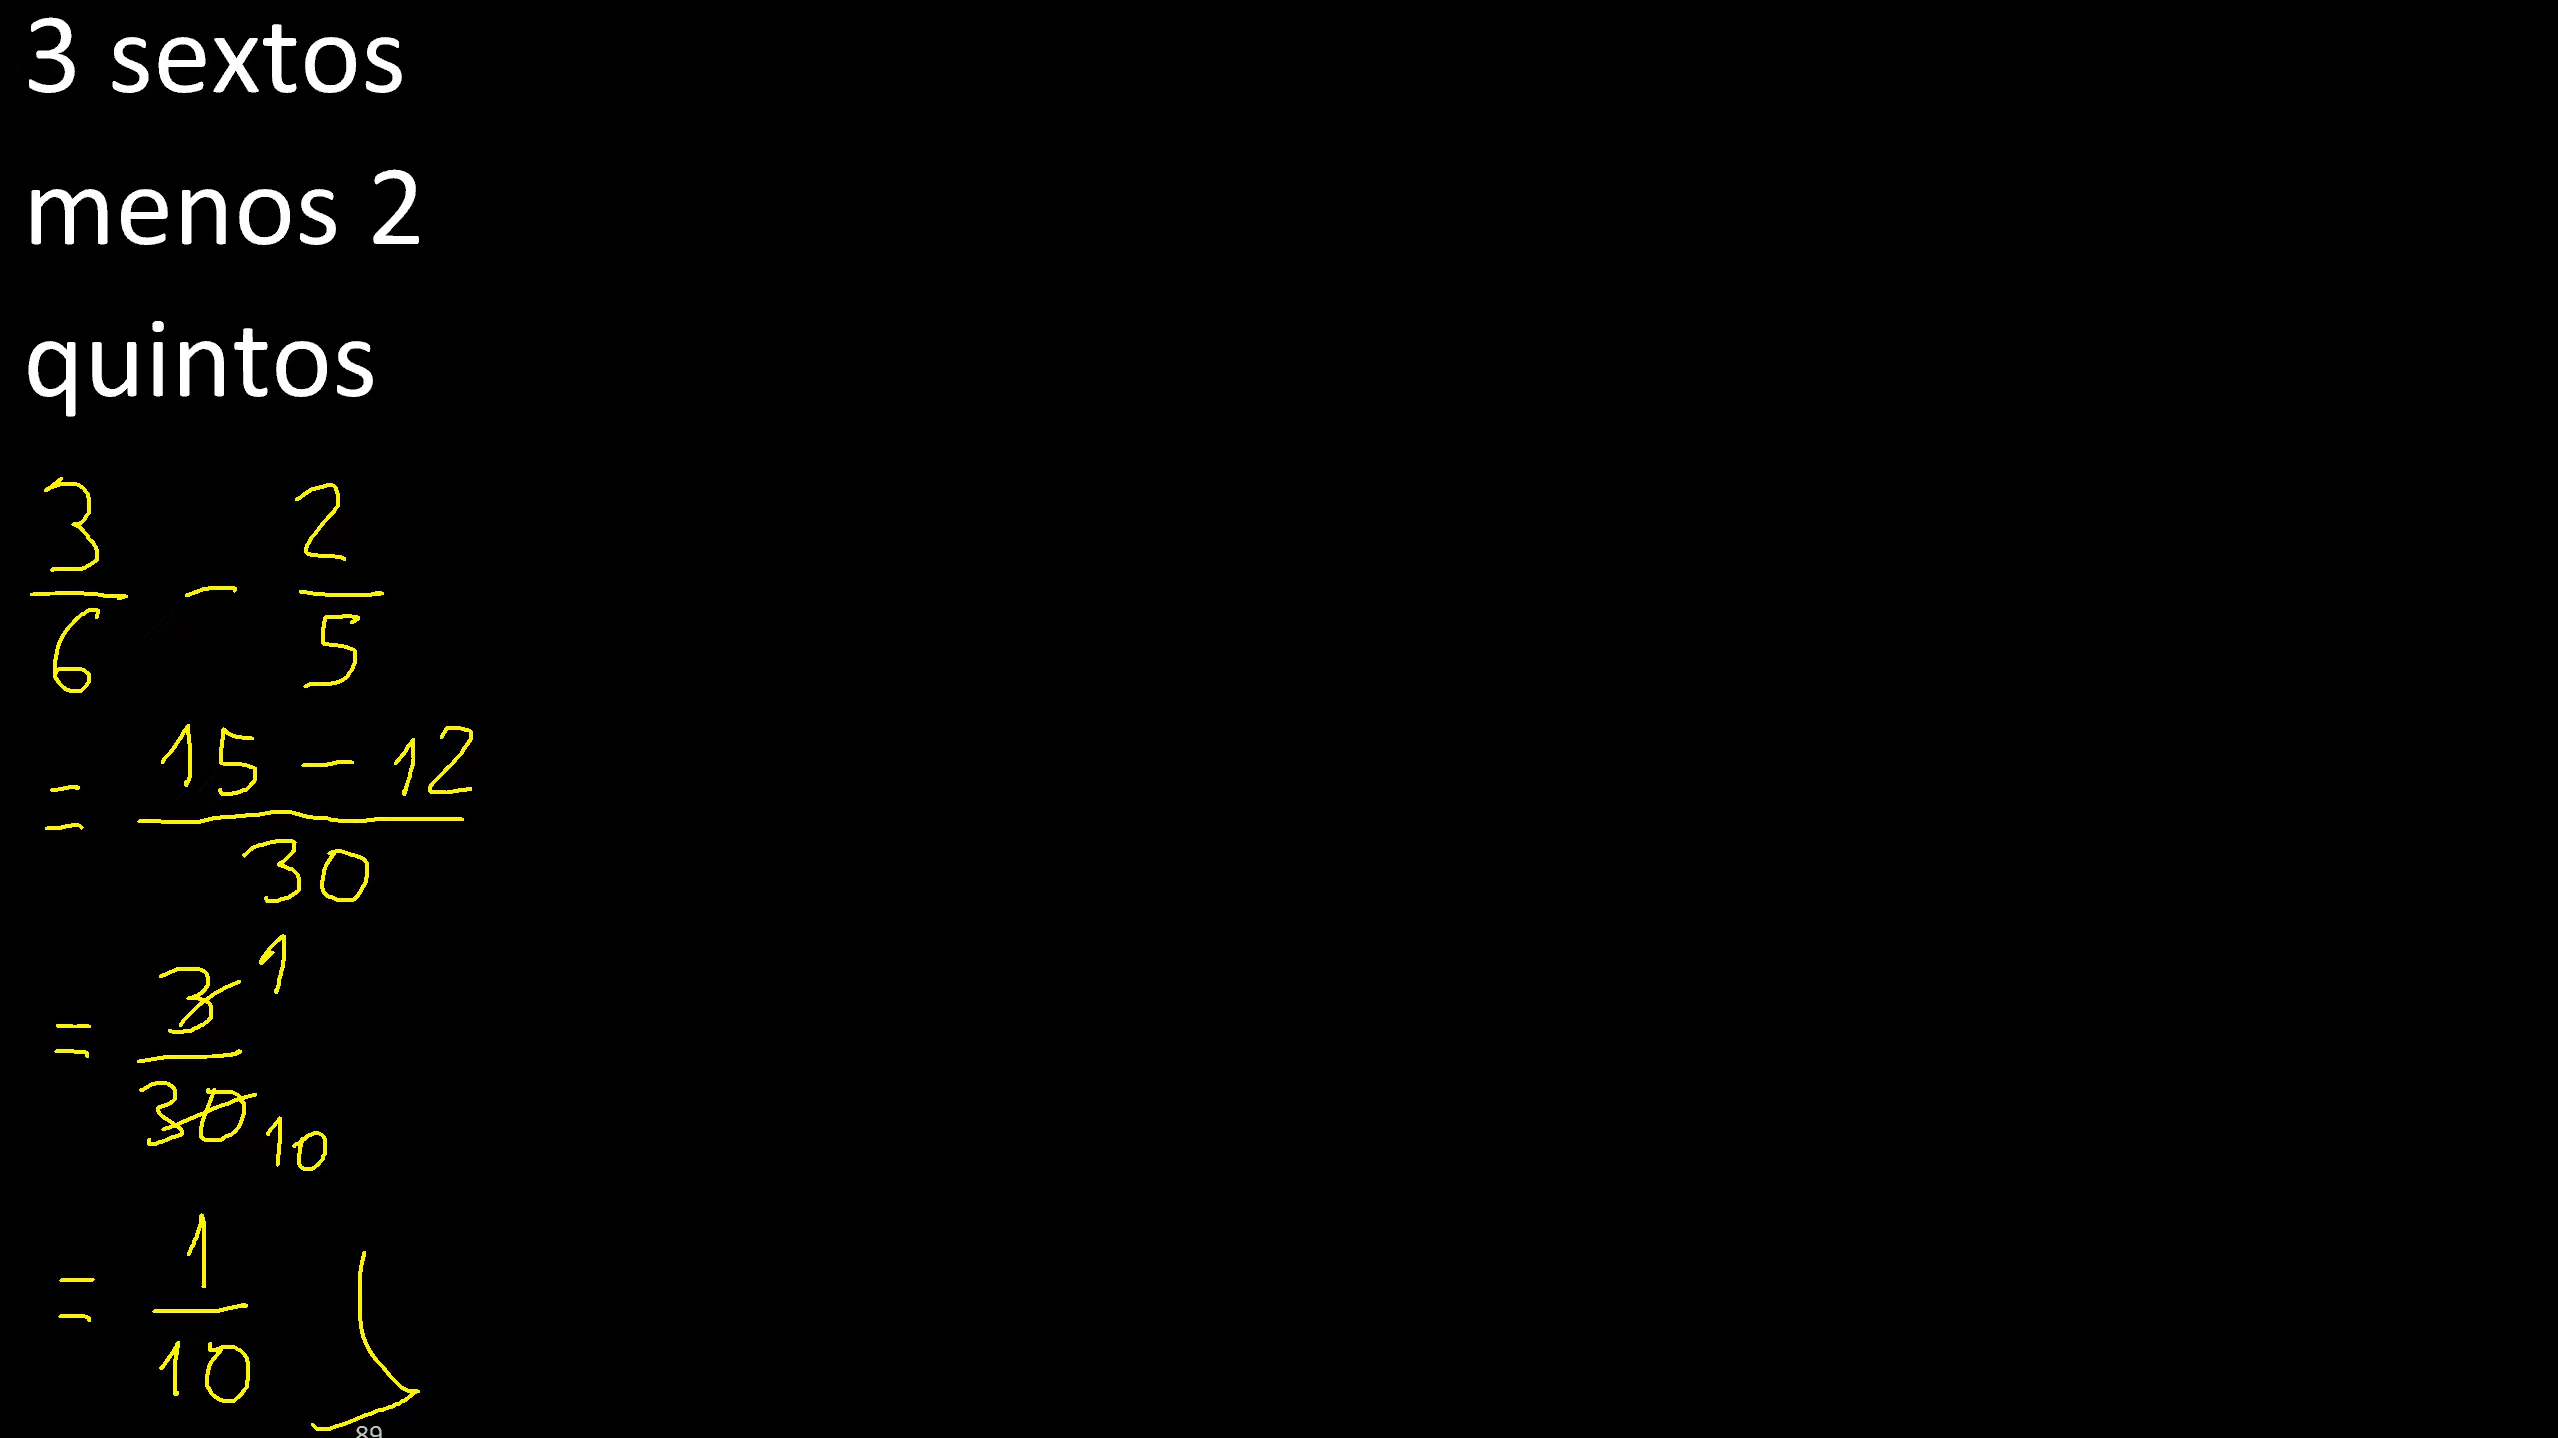 3 sextos
menos 2
quintos
3/6 - 2/5
= 15 - 12 / 30
= 3/30 1 10
= 1/10
89